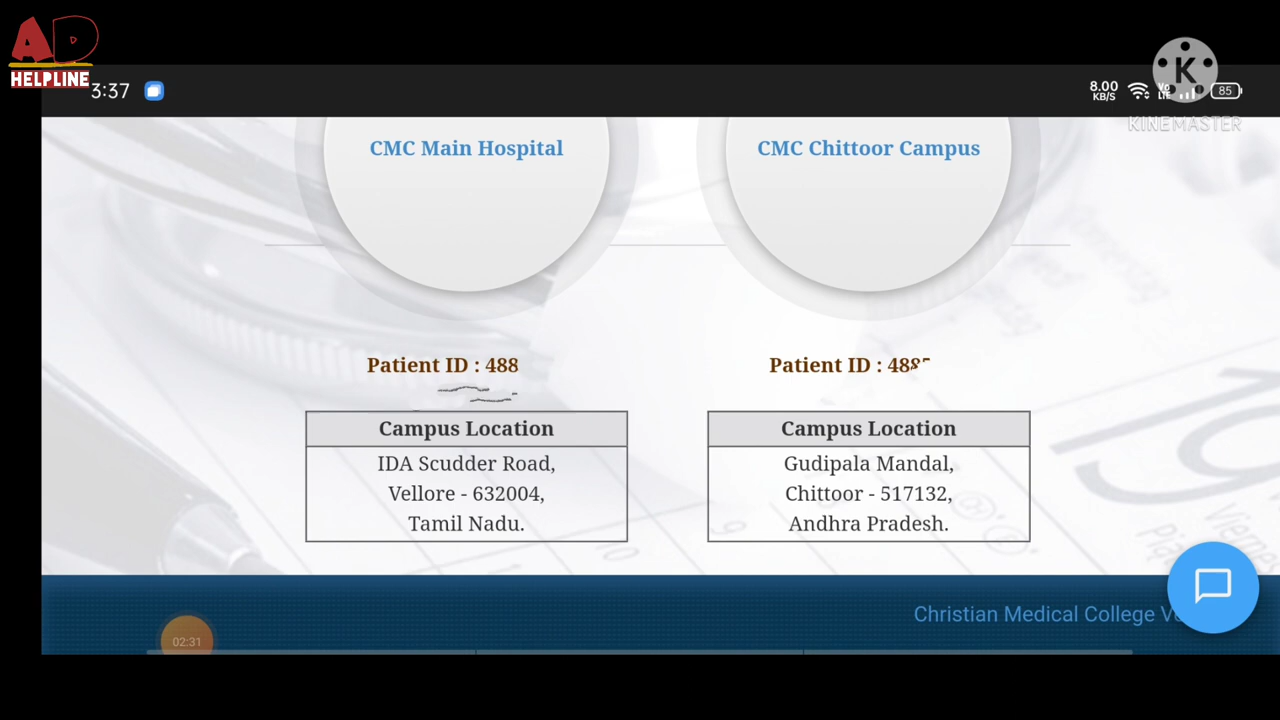 AD
HELPLINE
3:37
8.00
KB/S
Vo
LTE
85
K
KINEMASTER
CMC Main Hospital
CMC Chittoor Campus
Patient ID : 488
Patient ID :
Campus Location
IDA Scudder Road,
Vellore - 632004,
Tamil Nadu.
Campus Location
Gudipala Mandal,
Chittoor - 517132,
Andhra Pradesh.
Christian Medical College
02:31